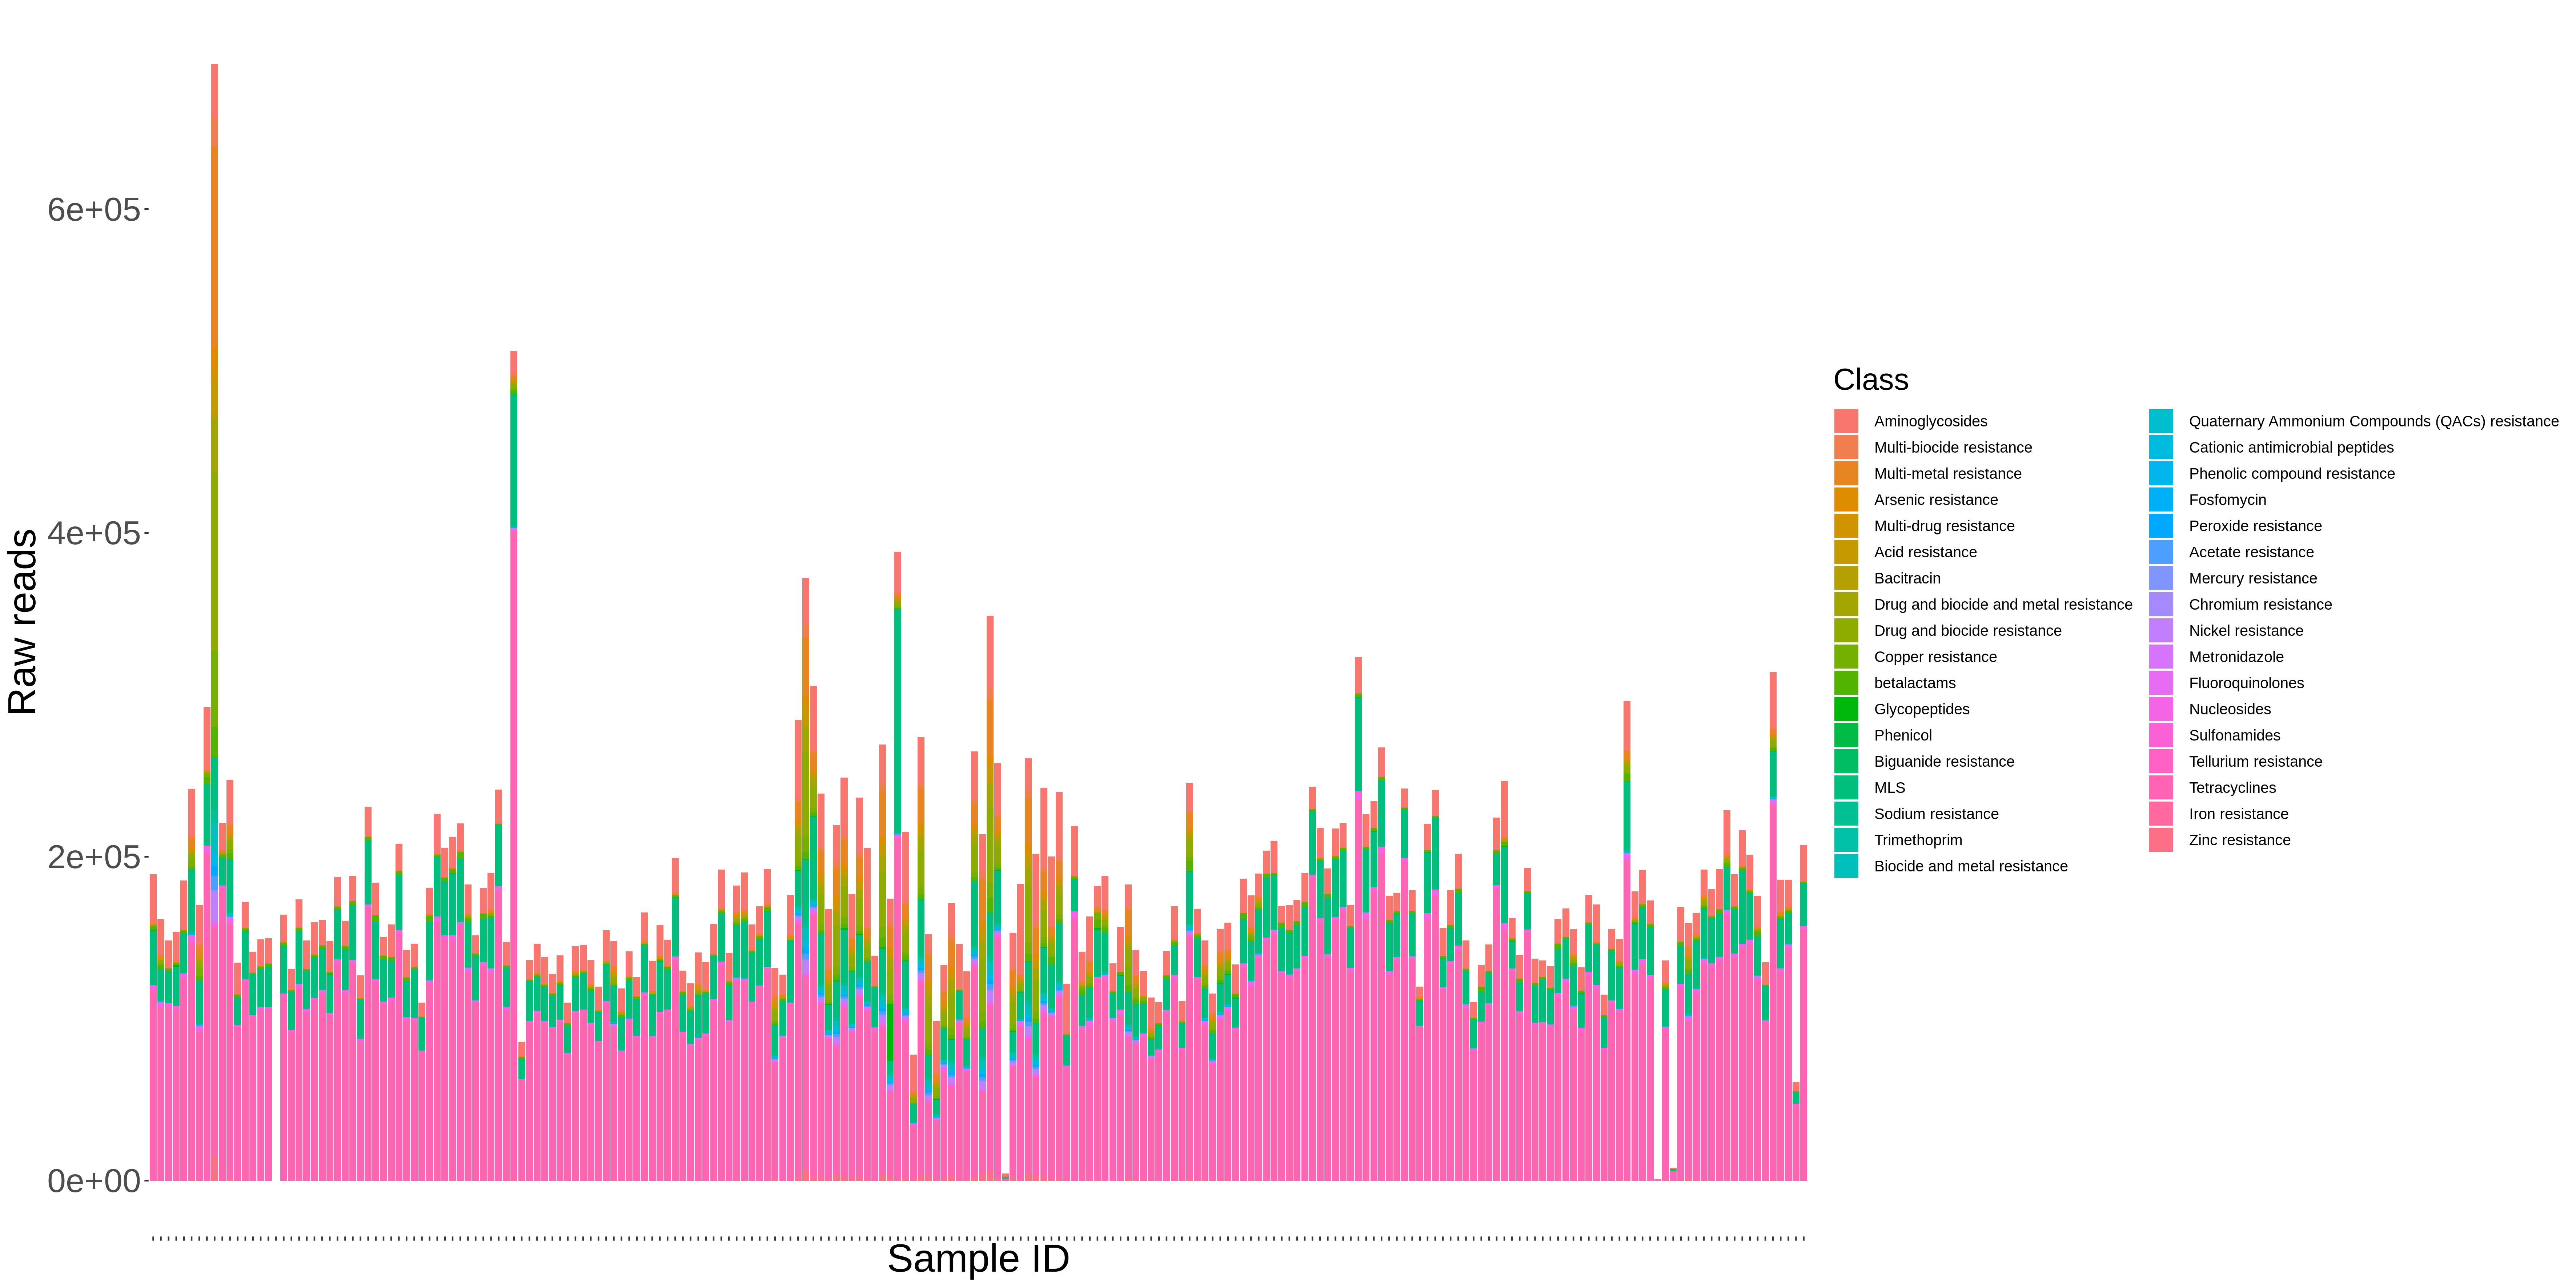 Raw reads
6e+05
4e+05
2e+05
0e+00
Sample ID
Class
Aminoglycosides
Multi-biocide resistance
Multi-metal resistance
Arsenic resistance
Multi-drug resistance
Acid resistance
Bacitracin
Drug and biocide and metal resistance
Drug and biocide resistance
Copper resistance
betalactams
Glycopeptides
Phenicol
Biguanide resistance
MLS
Sodium resistance
Trimethoprim
Biocide and metal resistance
Quaternary Ammonium Compounds (QACs) resistance
Cationic antimicrobial peptides
Phenolic compound resistance
Fosfomycin
Peroxide resistance
Acetate resistance
Mercury resistance
Chromium resistance
Nickel resistance
Metronidazole
Fluoroquinolones
Nucleosides
Sulfonamides
Tellurium resistance
Tetracyclines
Iron resistance
Zinc resistance